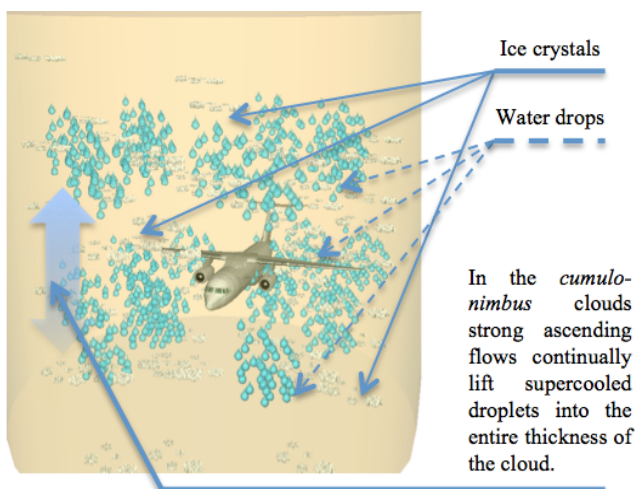 Ice crystals
Water drops
In the cumulo-
nimbus clouds
strong ascending
flows continually
lift supercooled
droplets into the
entire thickness of
the cloud.